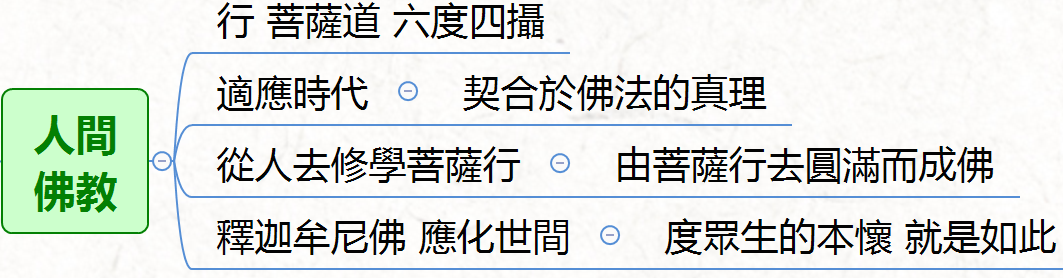 人間
佛教
行 菩薩道 六度四攝
適應時代 契合於佛法的真理
從人去修學菩薩行 由菩薩行去圓滿而成佛
釋迦牟尼佛 應化世間 度眾生的本懷 就是如此